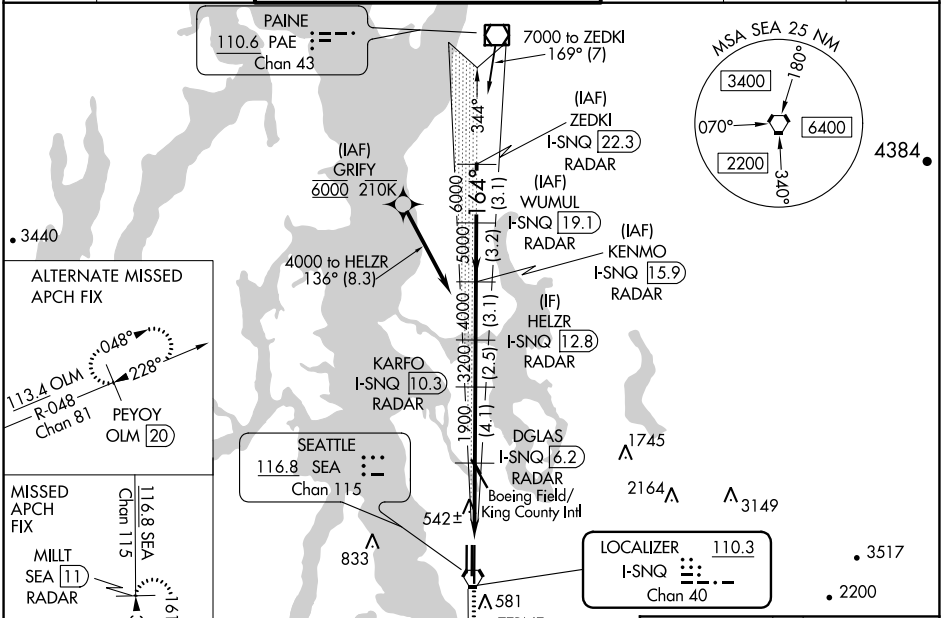 PAINE
110.6 PAE
Chan 43
7000 to ZEDKI
169° (7)
344°
(IAF)
ZEDKI
I-SNQ 22.3
RADAR
MSA SEA 25 NM
3400
180°
070°
6400
2200
340°
4384
(IAF)
GRIFY
6000 210K
6000
164°
(3.1)
(IAF)
WUMUL
I-SNQ 19.1
RADAR
5000
(3.2)
3440
4000 to HELZR
136° (8.3)
(IAF)
KENMO
I-SNQ 15.9
RADAR
4000
(3.1)
(IF)
HELZR
I-SNQ 12.8
RADAR
ALTERNATE MISSED
APCH FIX
048°
228°
113.4 OLM
R-048
Chan 81
PEYOY
OLM 20
3200
(2.5)
KARFO
I-SNQ 10.3
RADAR
1900
(4.1)
DGLAS
I-SNQ 6.2
RADAR
Boeing Field/
King County Intl
SEATTLE
116.8 SEA
Chan 115
1745
2164
3149
542±
833
MISSED
APCH
FIX
116.8 SEA
Chan 115
MILLT
SEA 11
RADAR
161
LOCALIZER 110.3
I-SNQ
Chan 40
3517
2200
581